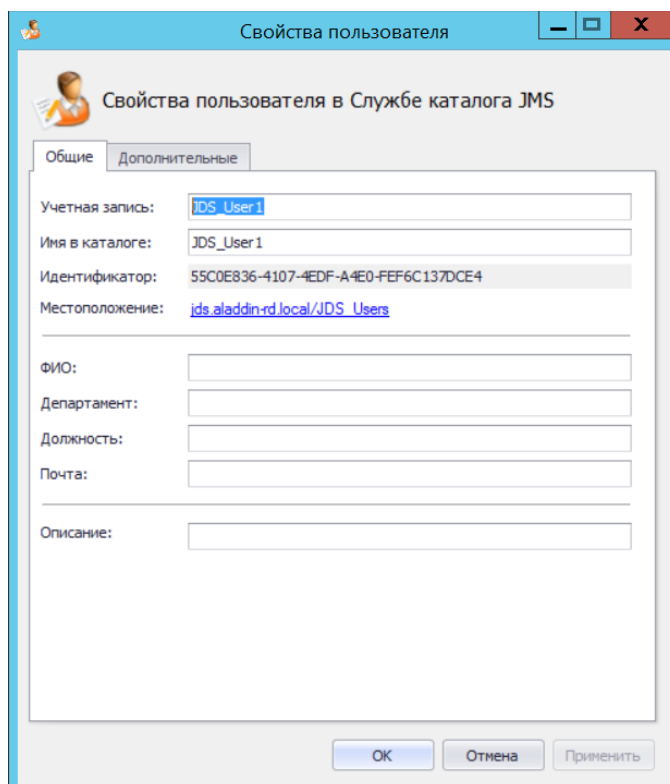 Свойства пользователя
Свойства пользователя в Службе каталога JMS
Общие Дополнительные
Учетная запись: JDS_User1
Имя в каталоге: JDS_User1
Идентификатор: 55C0E836-4107-4EDF-A4E0-FEF6C137DCE4
Местоположение: jds.aladdin-rd.local/JDS_Users
ФИО:
Департамент:
Должность:
Почта:
Описание:
OK Отмена Применить